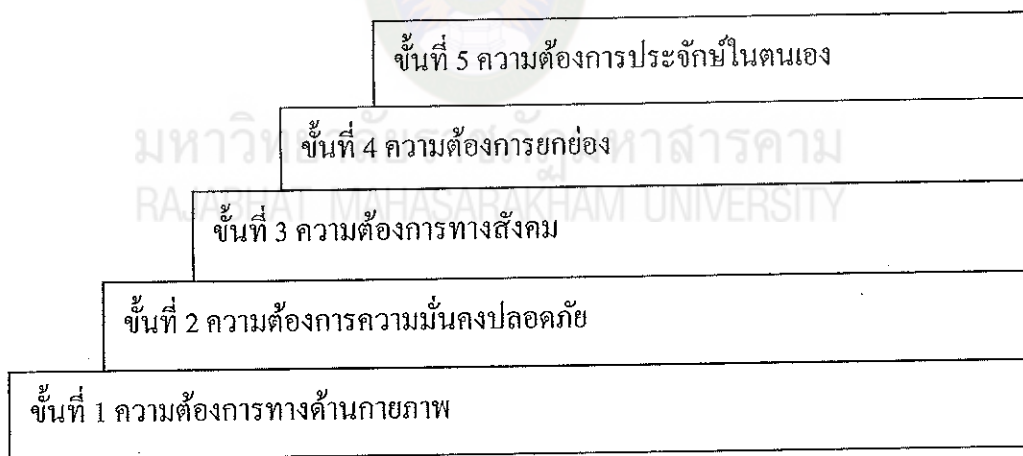 ขั้นที่ 5 ความต้องการประจักษ์ในตนเอง
ขั้นที่ 4 ความต้องการยกย่อง
มหาวิทยาลัยราชภัฏมหาสารคาม
RAJABHAT MAHASARAKHAM UNIVERSITY
ขั้นที่ 3 ความต้องการทางสังคม
ขั้นที่ 2 ความต้องการความมั่นคงปลอดภัย
ขั้นที่ 1 ความต้องการทางด้านกายภาพ